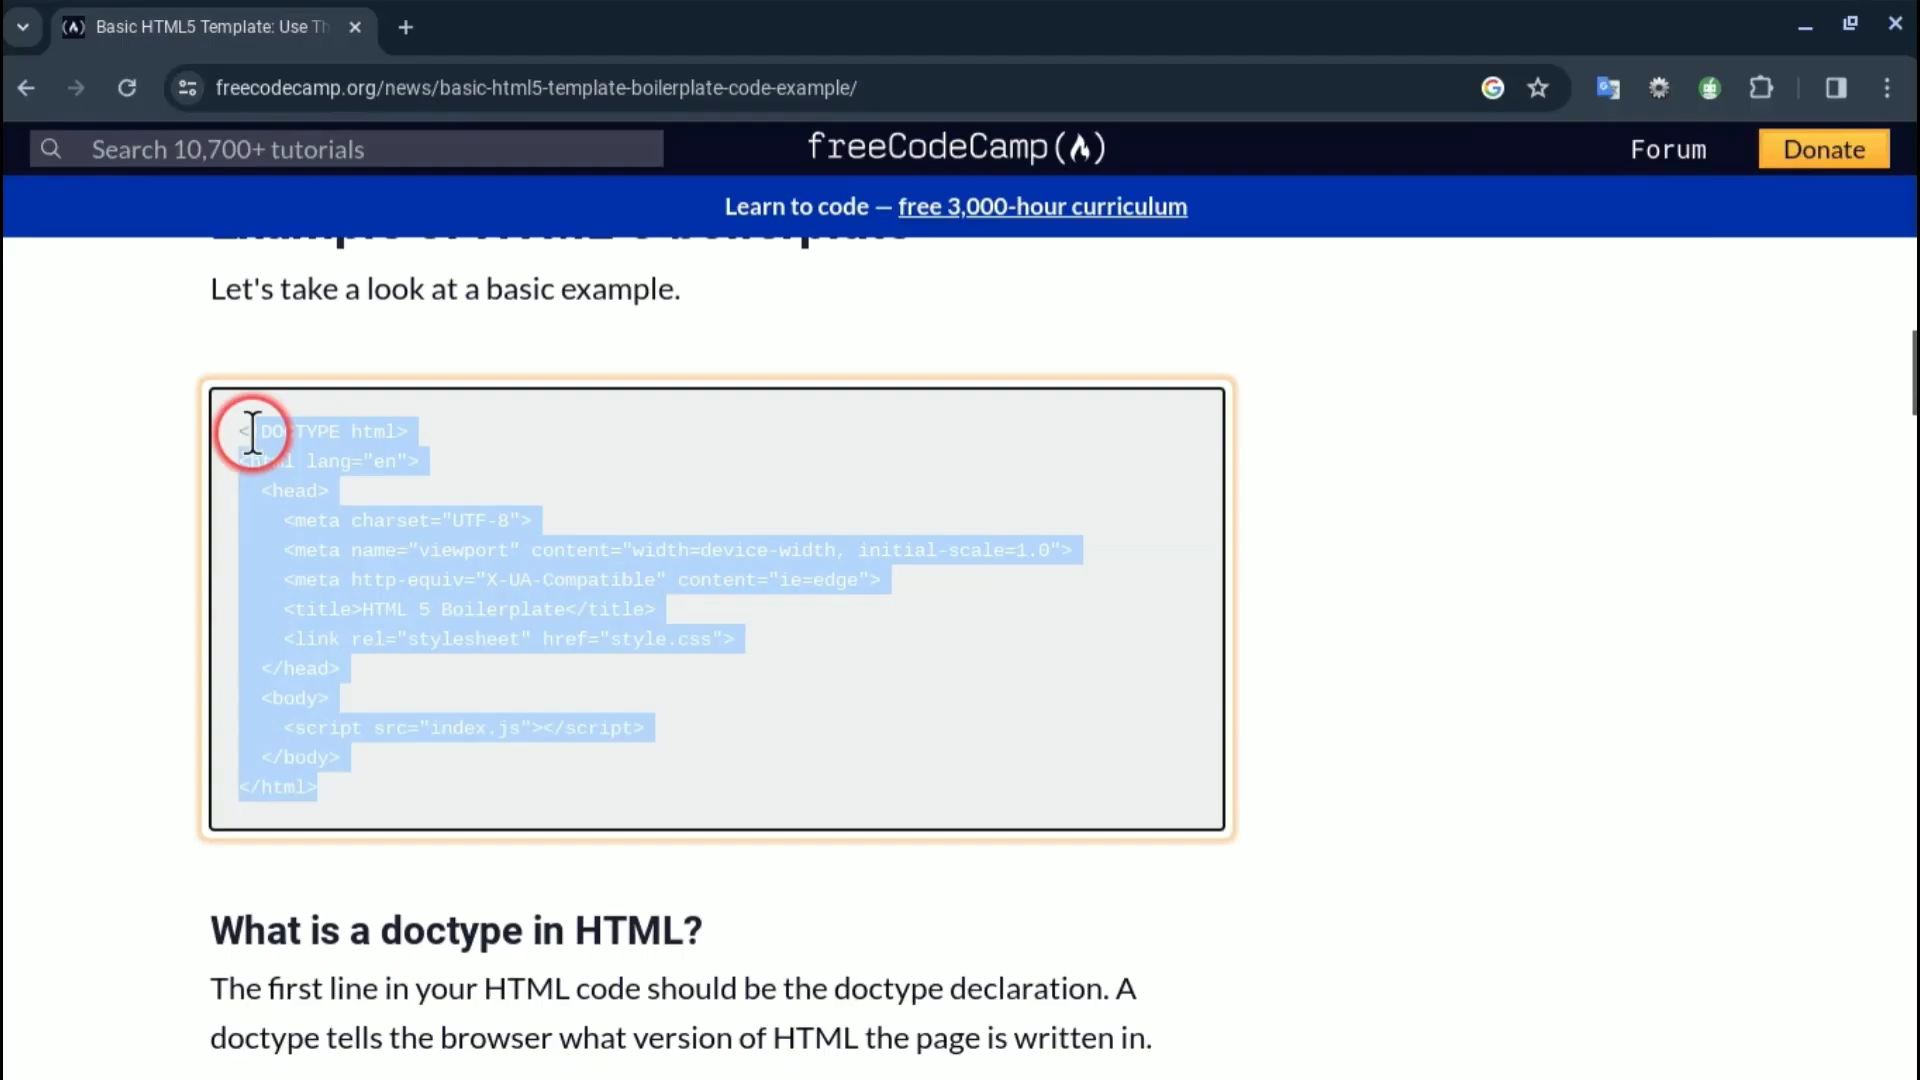 Basic HTML5 Template: Use Th
freecodecamp.org/news/basic-html5-template-boilerplate-code-example/
Search 10,700+ tutorials
freeCodeCamp
Forum
Donate
Learn to code — free 3,000-hour curriculum
Let's take a look at a basic example.
<!DOCTYPE html>
<html lang="en">
<head>
<meta charset="UTF-8">
<meta name="viewport" content="width=device-width, initial-scale=1.0">
<meta http-equiv="X-UA-Compatible" content="ie=edge">
<title>HTML 5 Boilerplate</title>
<link rel="stylesheet" href="style.css">
</head>
<body>
<script src="index.js"></script>
</body>
</html>
What is a doctype in HTML?
The first line in your HTML code should be the doctype declaration. A
doctype tells the browser what version of HTML the page is written in.